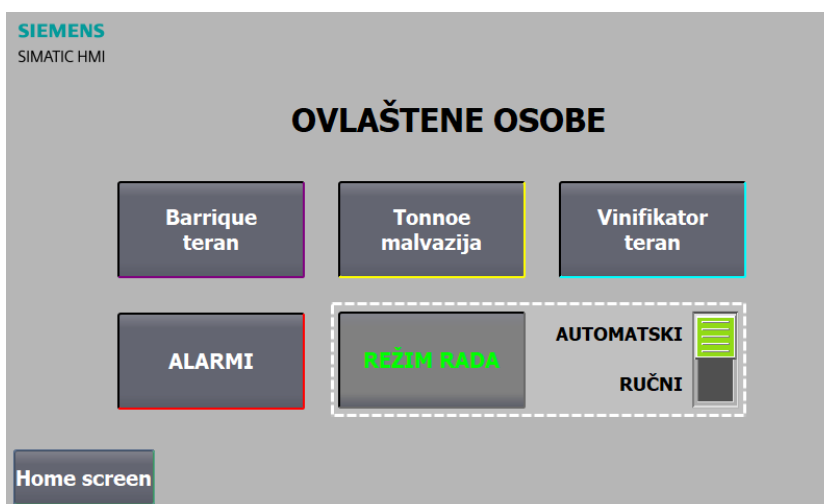 SIEMENS
SIMATIC HMI
OVLAŠTENE OSOBE
Barrique
teran
Tonnoe
malvazija
Vinifikator
teran
ALARMI
REŽIM RADA
AUTOMATSKI
RUČNI
Home screen